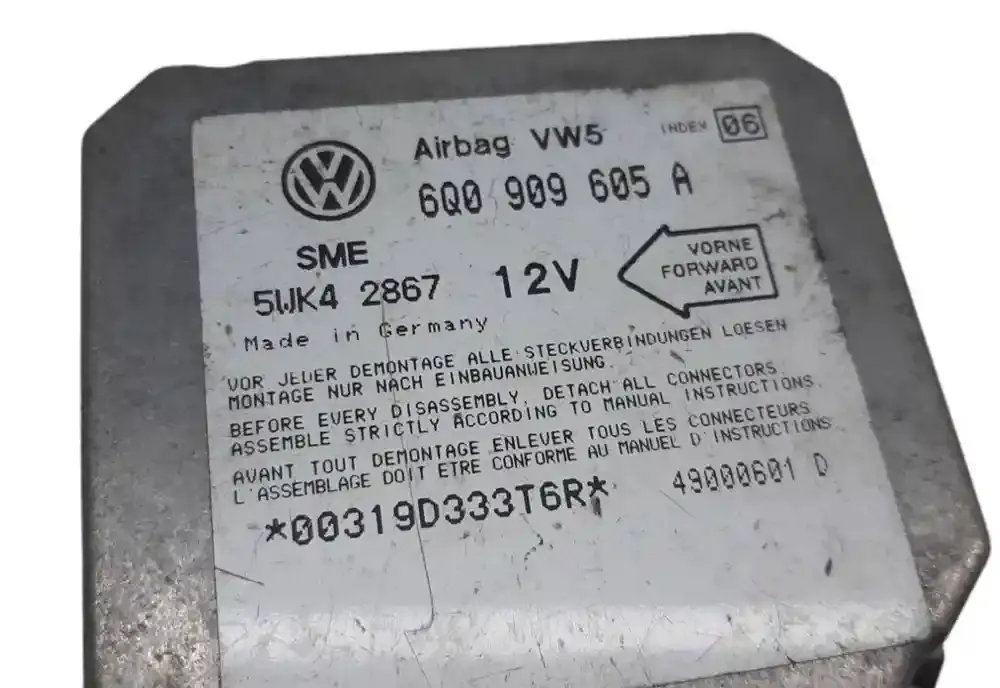 Airbag VW5
INDEX 06
6Q0 909 605 A
SME
5WK4 2867
12V
VORNE
FORWARD
AVANT
Made in Germany
VOR JEDER DEMONTAGE ALLE STECKVERBINDUNGEN LOESEN
MONTAGE NUR NACH EINBAUANWEISUNG.
BEFORE EVERY DISASSEMBLY, DETACH ALL CONNECTORS.
ASSEMBLE STRICTLY ACCORDING TO MANUAL INSTRUCTIONS.
AVANT TOUT DEMONTAGE ENLEVER TOUS LES CONNECTEURS
L'ASSEMBLAGE DOIT ETRE CONFORME AU MANUEL D'INSTRUCTIONS
*00319D333T6R*
49000601 D